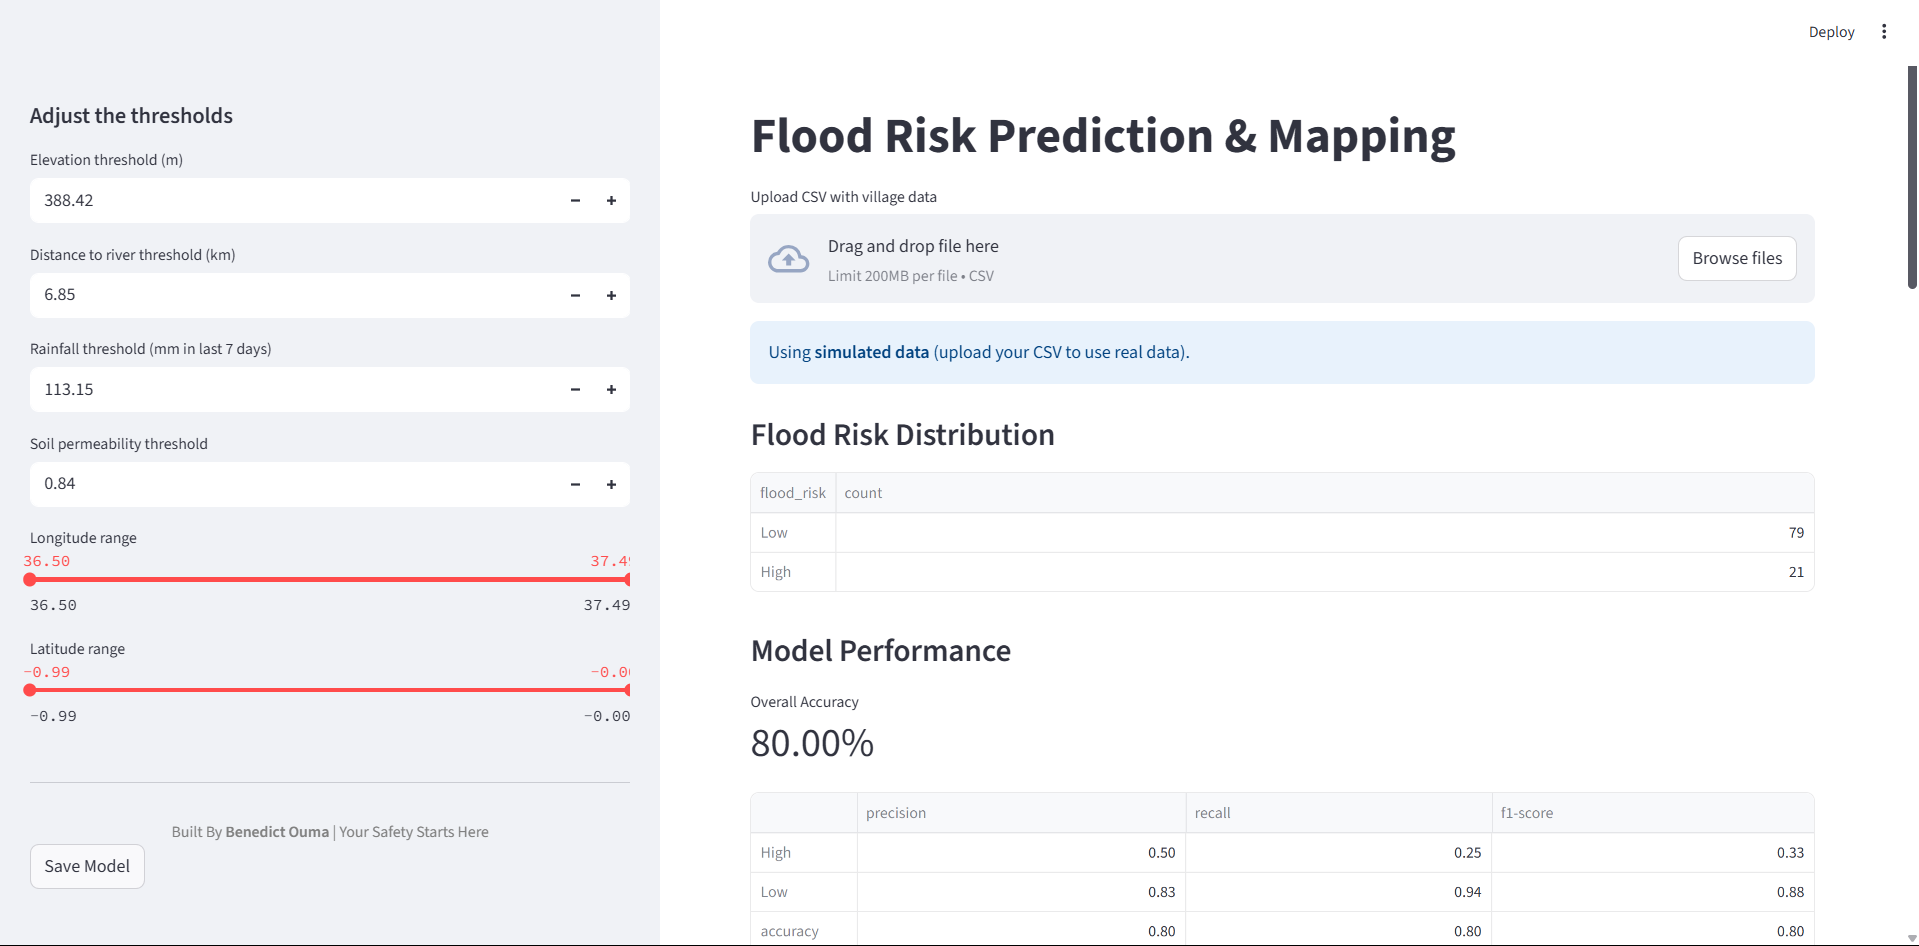 Deploy
Adjust the thresholds
Elevation threshold (m)
388.42
Distance to river threshold (km)
6.85
Rainfall threshold (mm in last 7 days)
113.15
Soil permeability threshold
0.84
Longitude range
36.50 37.49
36.50 37.49
Latitude range
-0.99 -0.00
-0.99 -0.00
Built By Benedict Ouma | Your Safety Starts Here
Save Model
Flood Risk Prediction & Mapping
Upload CSV with village data
Drag and drop file here
Limit 200MB per file • CSV
Browse files
Using simulated data (upload your CSV to use real data).
Flood Risk Distribution
flood_risk count
Low 79
High 21
Model Performance
Overall Accuracy
80.00%
precision recall f1-score
High 0.50 0.25 0.33
Low 0.83 0.94 0.88
accuracy 0.80 0.80 0.80